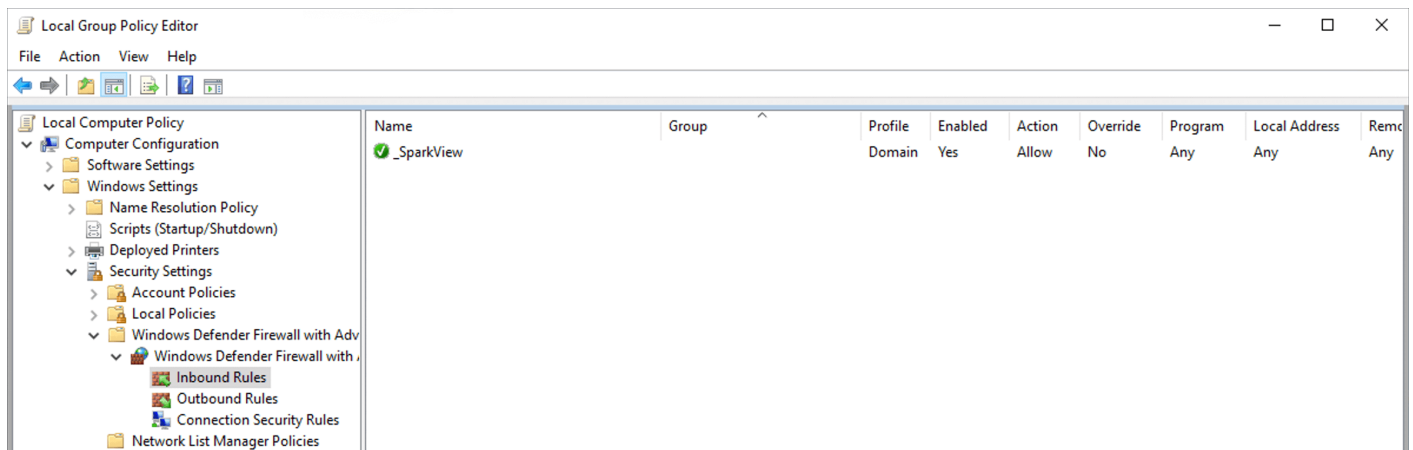 Local Group Policy Editor
File Action View Help
Local Computer Policy
Computer Configuration
Software Settings
Windows Settings
Name Resolution Policy
Scripts (Startup/Shutdown)
Deployed Printers
Security Settings
Account Policies
Local Policies
Windows Defender Firewall with Adv
Windows Defender Firewall with
Inbound Rules
Outbound Rules
Connection Security Rules
Network List Manager Policies
Name Group Profile Enabled Action Override Program Local Address Remo
_SparkView Domain Yes Allow No Any Any Any